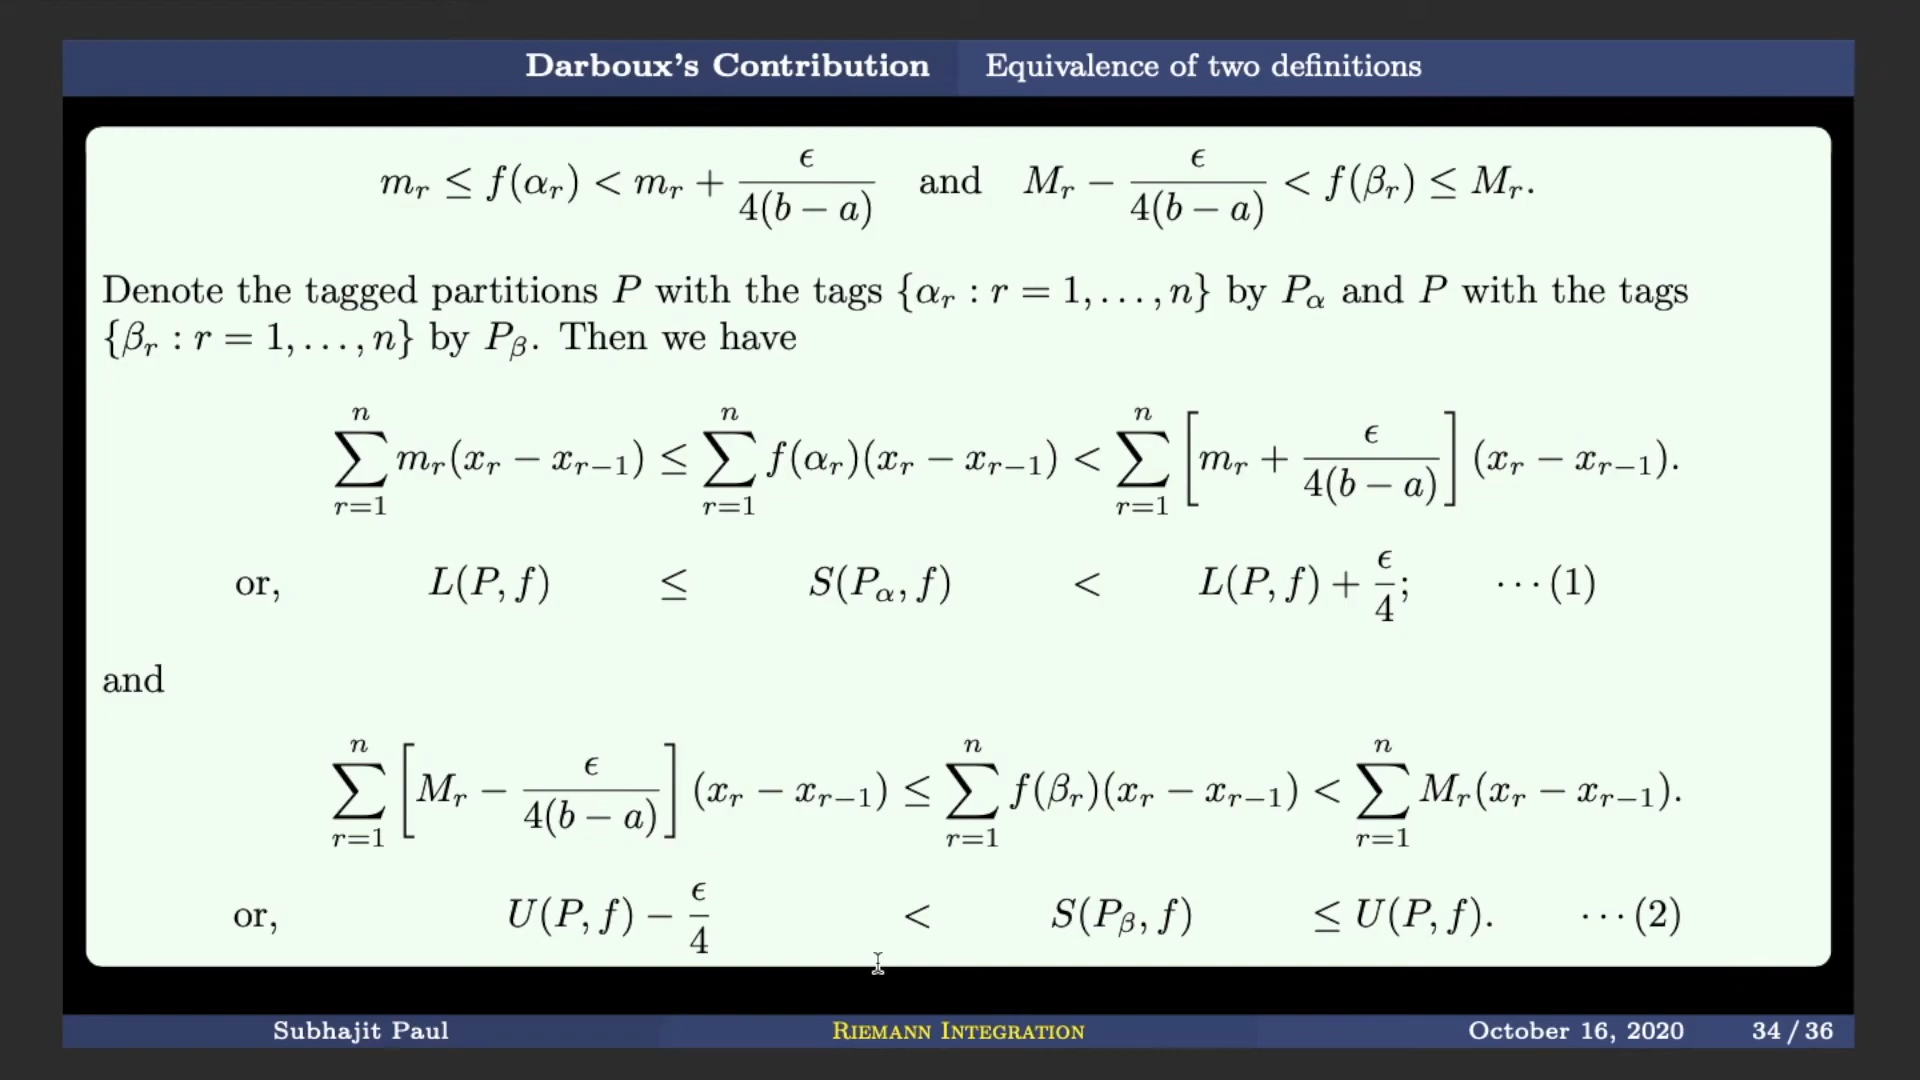 Darboux's Contribution Equivalence of two definitions
m_r ≤ f(α_r) < m_r + ϵ/4(b − a) and M_r − ϵ/4(b − a) < f(β_r) ≤ M_r.
Denote the tagged partitions P with the tags {α_r : r = 1, . . . , n} by P_α and P with the tags
{β_r : r = 1, . . . , n} by P_β. Then we have
∑_{r=1}^{n} m_r(x_r − x_{r−1}) ≤ ∑_{r=1}^{n} f(α_r)(x_r − x_{r−1}) < ∑_{r=1}^{n} [m_r + ϵ/4(b − a)] (x_r − x_{r−1}).
or, L(P, f) ≤ S(P_α, f) < L(P, f) + ϵ/4; · · · (1)
and
∑_{r=1}^{n} [M_r − ϵ/4(b − a)] (x_r − x_{r−1}) ≤ ∑_{r=1}^{n} f(β_r)(x_r − x_{r−1}) < ∑_{r=1}^{n} M_r(x_r − x_{r−1}).
or, U(P, f) − ϵ/4 < S(P_β, f) ≤ U(P, f). · · · (2)
Subhajit Paul RIEMANN INTEGRATION October 16, 2020 34 / 36